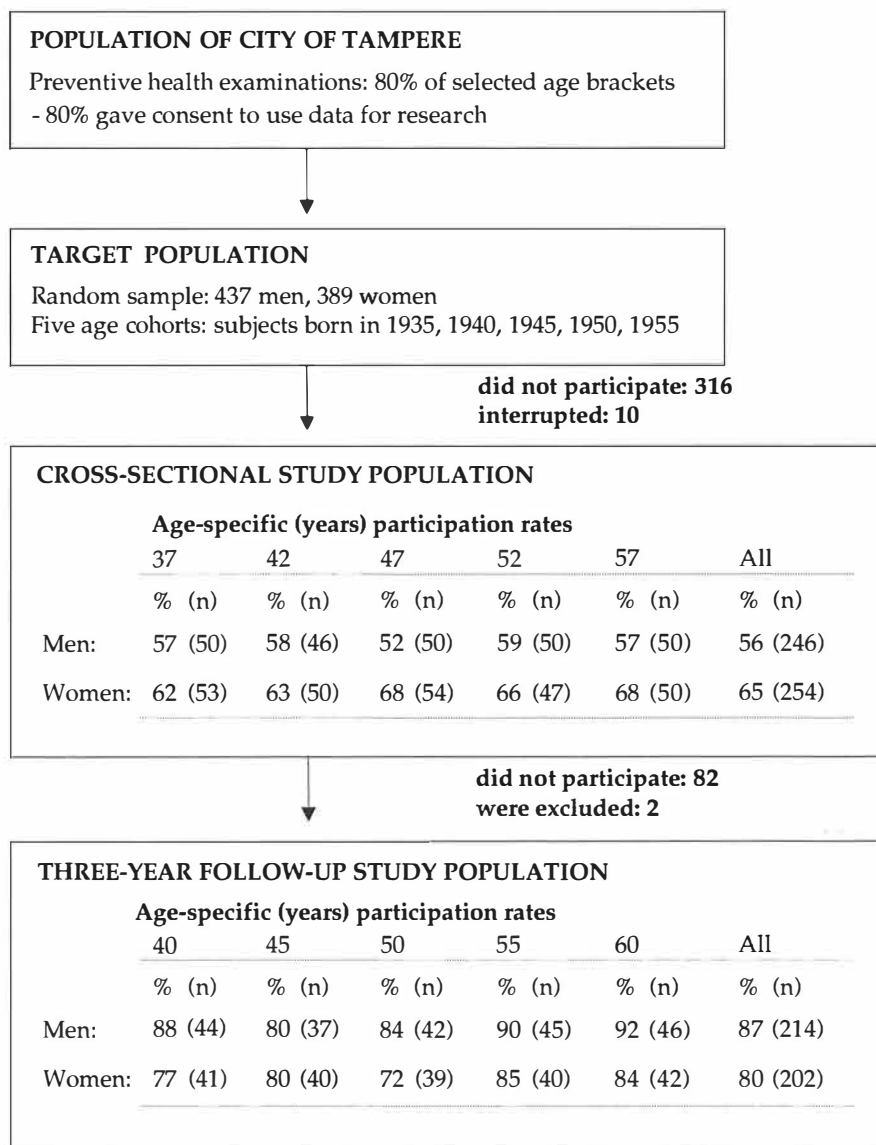 POPULATION OF CITY OF TAMPERE
Preventive health examinations: 80% of selected age brackets
- 80% gave consent to use data for research
TARGET POPULATION
Random sample: 437 men, 389 women
Five age cohorts: subjects born in 1935, 1940, 1945, 1950, 1955
did not participate: 316
interrupted: 10
CROSS-SECTIONAL STUDY POPULATION
Age-specific (years) participation rates
37 42 47 52 57 All
% (n) % (n) % (n) % (n) % (n) % (n)
Men: 57 (50) 58 (46) 52 (50) 59 (50) 57 (50) 56 (246)
Women: 62 (53) 63 (50) 68 (54) 66 (47) 68 (50) 65 (254)
did not participate: 82
were excluded: 2
THREE-YEAR FOLLOW-UP STUDY POPULATION
Age-specific (years) participation rates
40 45 50 55 60 All
% (n) % (n) % (n) % (n) % (n) % (n)
Men: 88 (44) 80 (37) 84 (42) 90 (45) 92 (46) 87 (214)
Women: 77 (41) 80 (40) 72 (39) 85 (40) 84 (42) 80 (202)